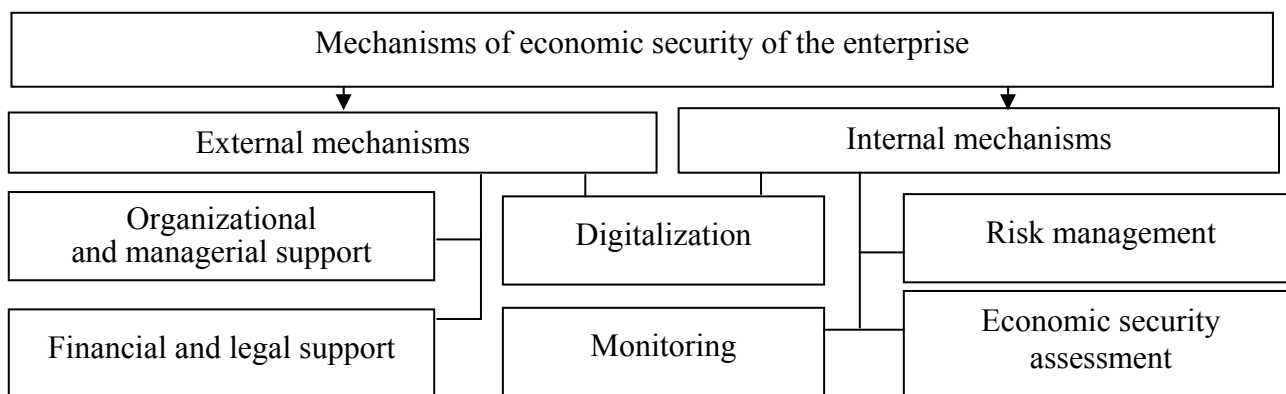 Mechanisms of economic security of the enterprise
External mechanisms
Internal mechanisms
Organizational
and managerial support
Digitalization
Risk management
Financial and legal support
Monitoring
Economic security
assessment